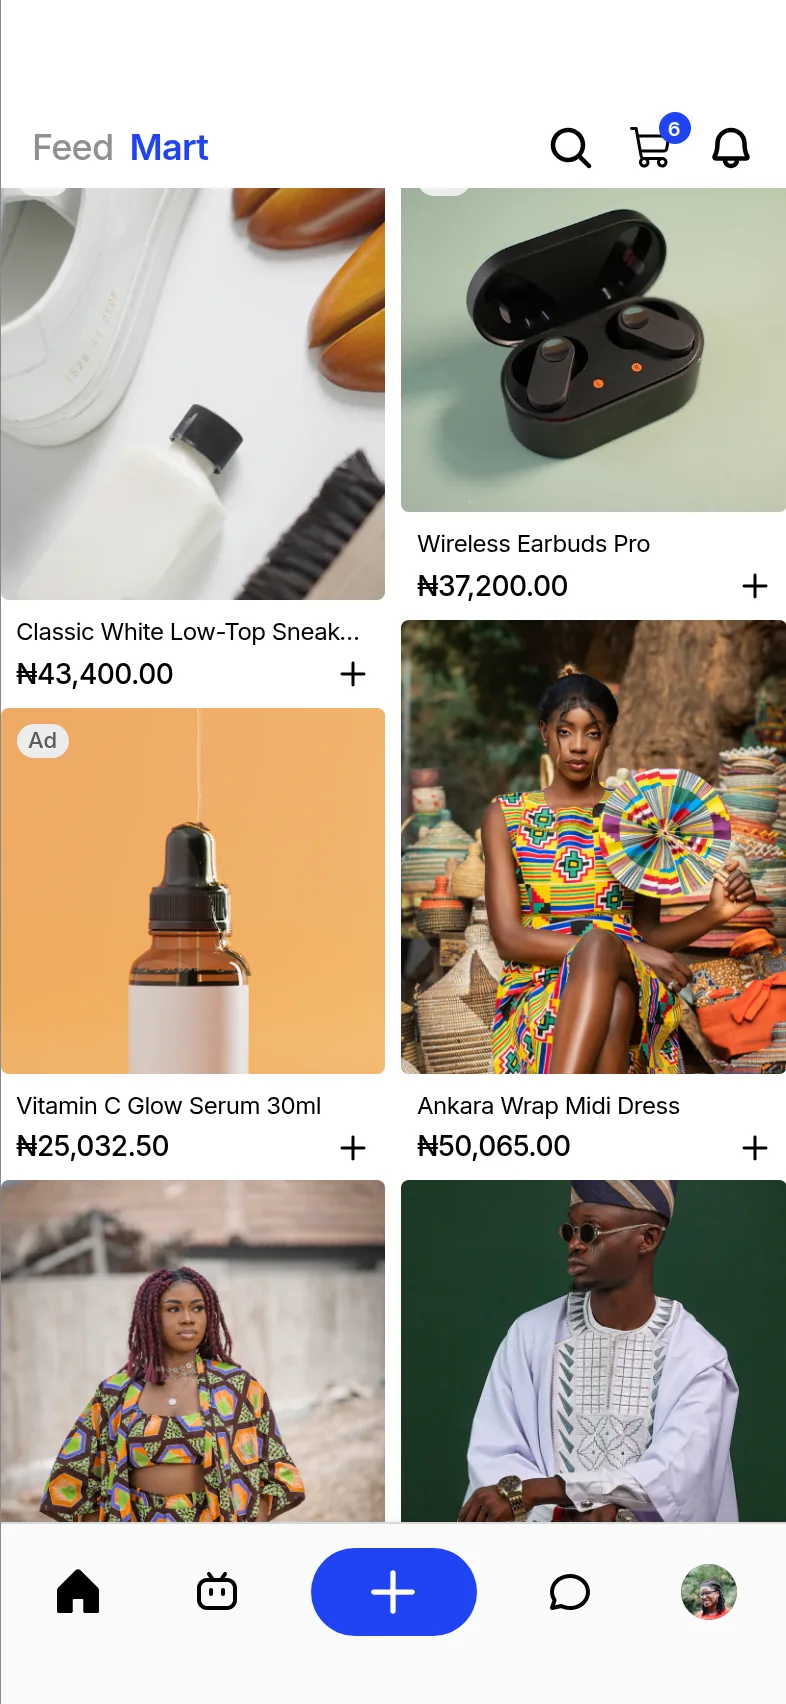 Feed Mart
6
Classic White Low-Top Sneak...
₦43,400.00
Wireless Earbuds Pro
₦37,200.00
Ad
Vitamin C Glow Serum 30ml
₦25,032.50
Ankara Wrap Midi Dress
₦50,065.00